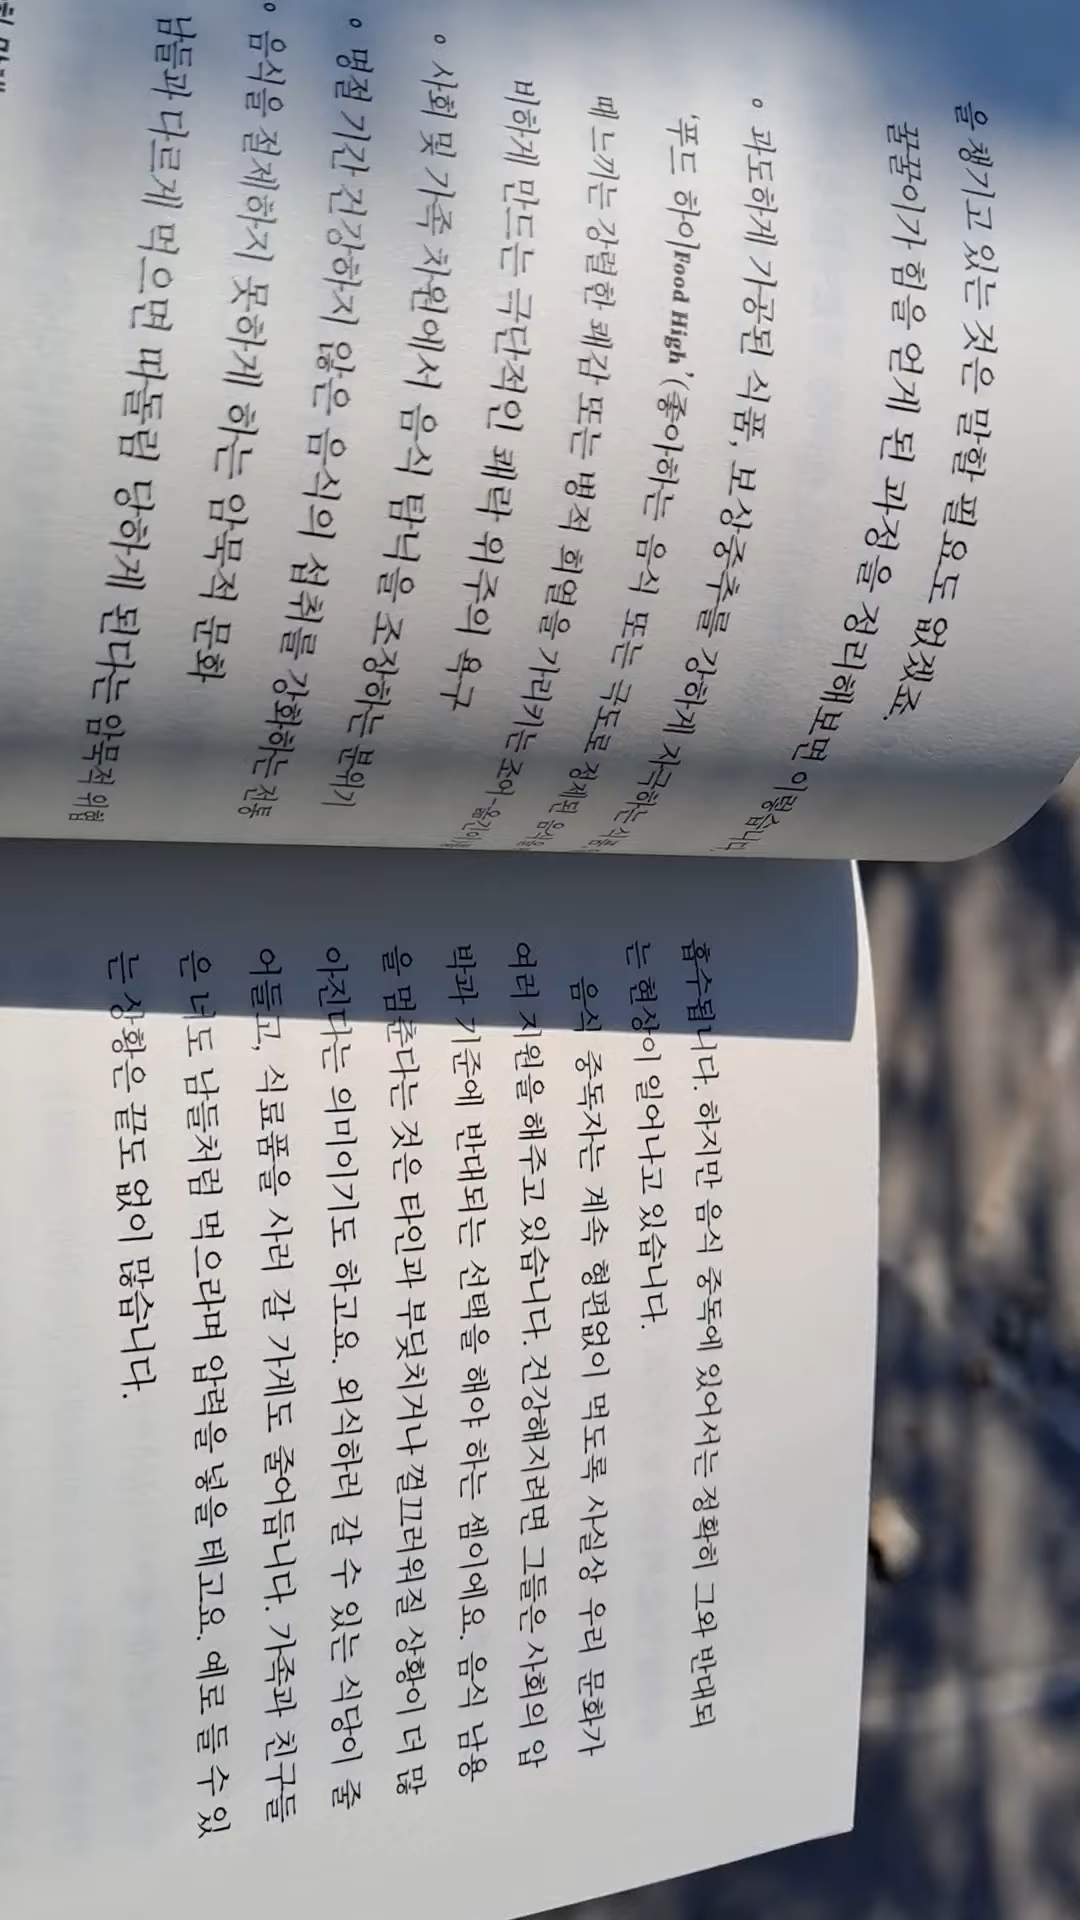 을 챙기고 있는 것은 말할 필요도 없겠죠.
꿀꿀이가 힘을 얻게 된 과정을 정리해보면 이렇습니다.
◦ 과도하게 가공된 식품, 보상중추를 강하게 자극하는 식품,
'푸드 하이Food High'(좋아하는 음식 또는 극도로 정제된 음식을
때 느끼는 강렬한 쾌감 또는 병적 희열을 가리키는 조어-옮긴이)
비하게 만드는 극단적인 쾌락 위주의 욕구
◦ 사회 및 가족 차원에서 음식 탐닉을 조장하는 분위기
◦ 명절 기간 건강하지 않은 음식의 섭취를 강화하는 전통
◦ 음식을 절제하지 못하게 하는 암묵적 문화
남들과 다르게 먹으면 따돌림 당하게 된다는 암묵적 위험
흡수됩니다. 하지만 음식 중독에 있어서는 정확히 그와 반대되
는 현상이 일어나고 있습니다.
음식 중독자는 계속 형편없이 먹도록 사실상 우리 문화가
여러 지원을 해주고 있습니다. 건강해지려면 그들은 사회의 압
박과 기준에 반대되는 선택을 해야 하는 셈이에요. 음식 남용
을 멈춘다는 것은 타인과 부딪치거나 껄끄러워질 상황이 더 많
아진다는 의미이기도 하고요. 외식하러 갈 수 있는 식당이 줄
어들고, 식료품을 사러 갈 가게도 줄어듭니다. 가족과 친구들
은 너도 남들처럼 먹으라며 압력을 넣을 테고요. 예로 들 수 있
는 상황은 끝도 없이 많습니다.